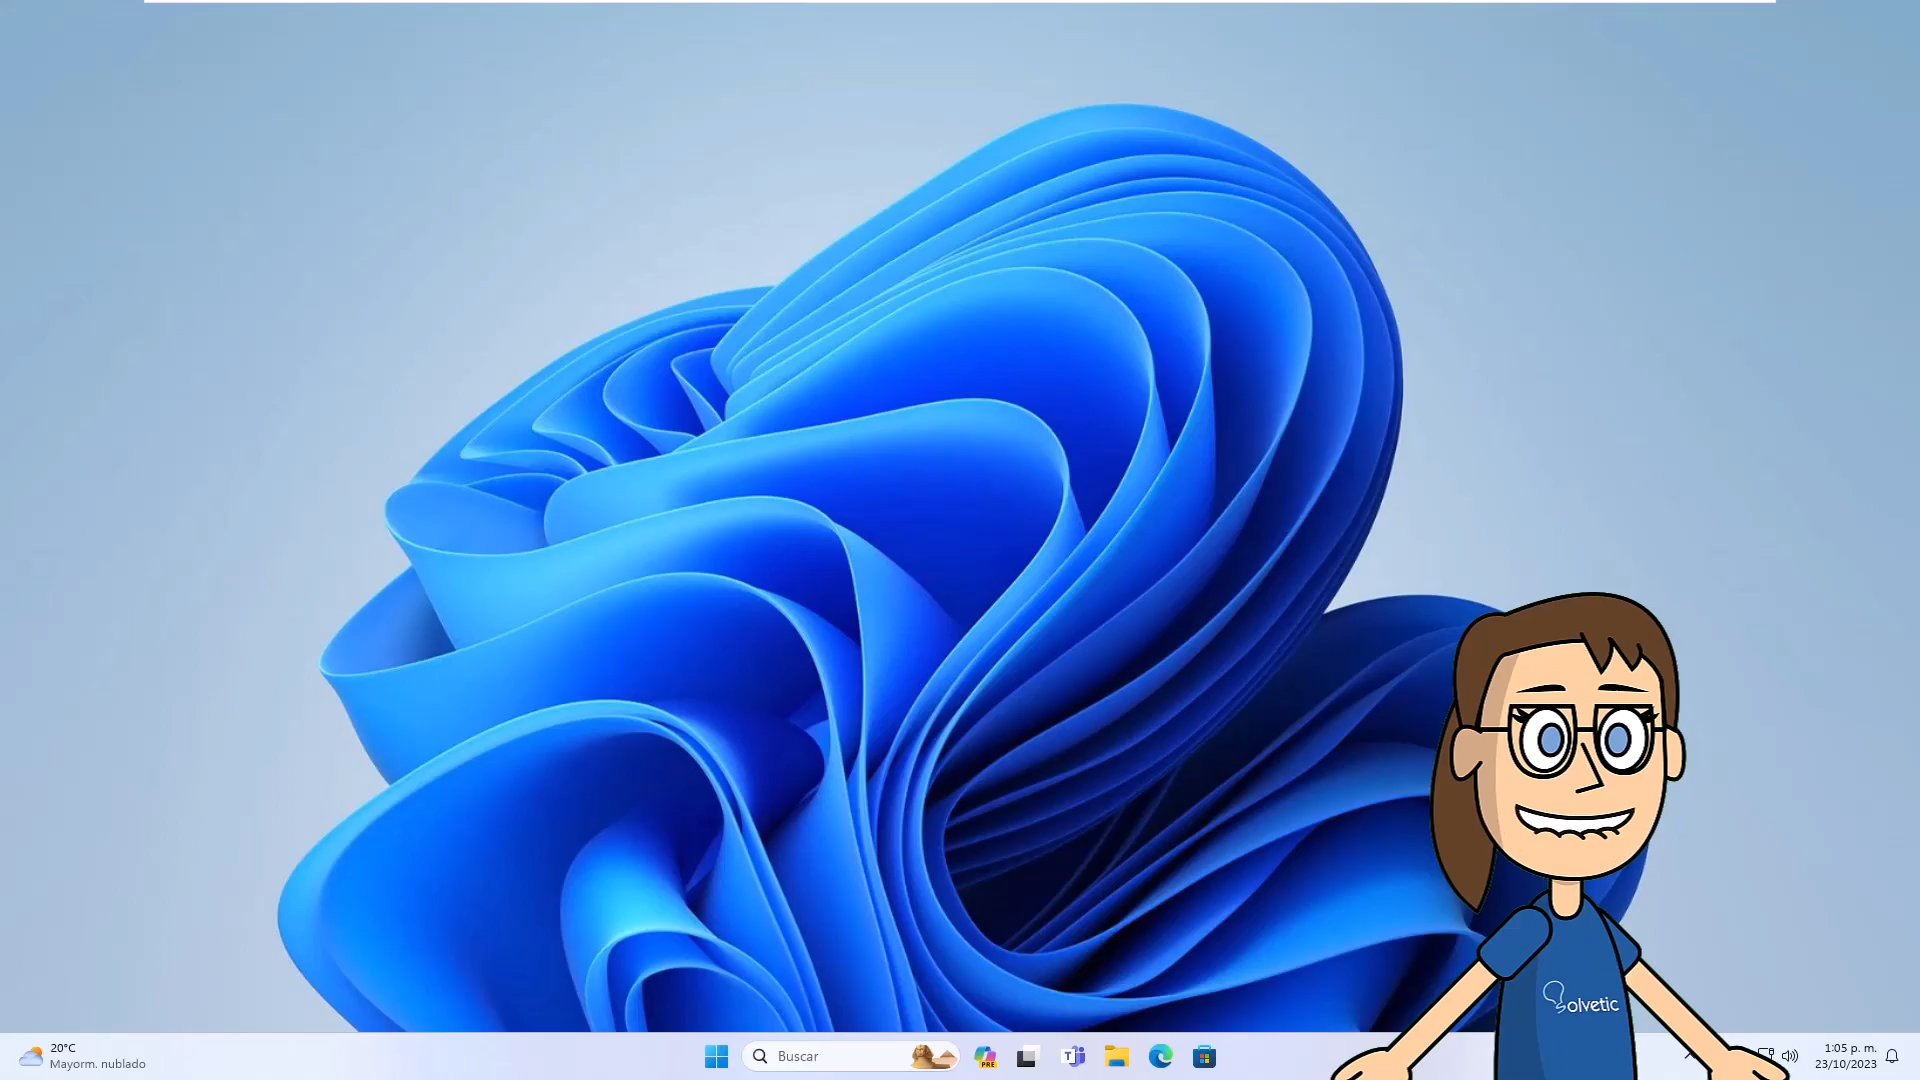 olvetic
20°C
Mayorm. nublado
Buscar
PRE
T
1:05 p. m.
23/10/2023